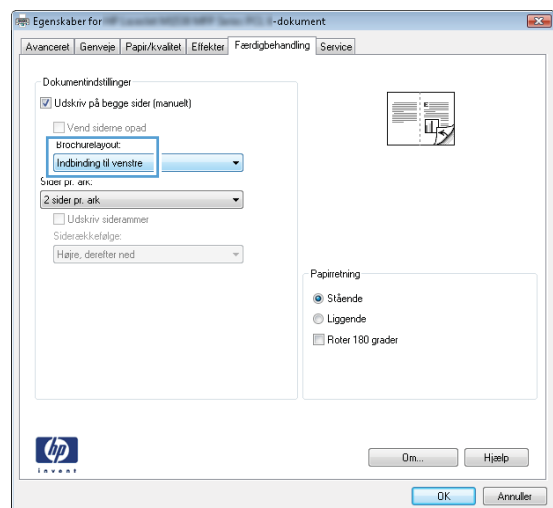 Egenskaber for -dokument
Avanceret Genveje Papir/kvalitet Effekter Færdigbehandling Service
Dokumentindstillinger
Udskriv på begge sider (manuelt)
Vend siderne opad
Brochurelayout:
Indbinding til venstre
Sider pr. ark:
2 sider pr. ark
Udskriv siderammer
Siderækkefølge:
Højre, derefter ned
Papirretning
Stående
Liggende
Roter 180 grader
hp
invent
Om... Hjælp
OK Annuller